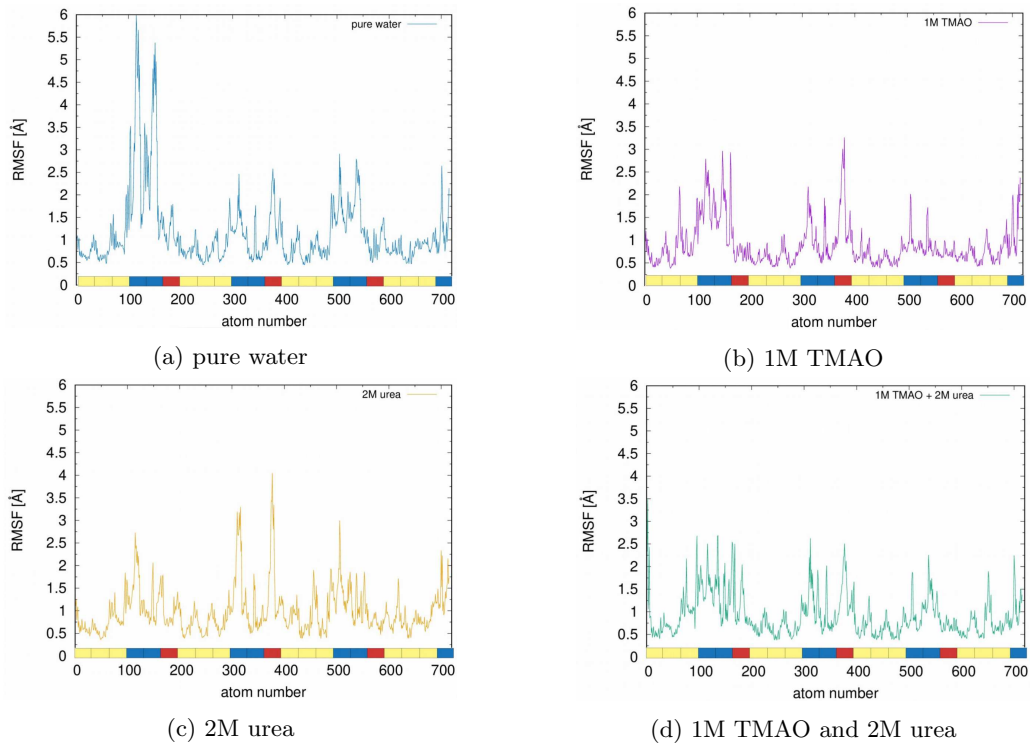 pure water
RMSF [Å]
6
5.5
5
4.5
4
3.5
3
2.5
2
1.5
1
0.5
0
0 100 200 300 400 500 600 700
atom number
(a) pure water
1M TMAO
RMSF [Å]
6
5.5
5
4.5
4
3.5
3
2.5
2
1.5
1
0.5
0
0 100 200 300 400 500 600 700
atom number
(b) 1M TMAO
2M urea
RMSF [Å]
6
5.5
5
4.5
4
3.5
3
2.5
2
1.5
1
0.5
0
0 100 200 300 400 500 600 700
atom number
(c) 2M urea
1M TMAO + 2M urea
RMSF [Å]
6
5.5
5
4.5
4
3.5
3
2.5
2
1.5
1
0.5
0
0 100 200 300 400 500 600 700
atom number
(d) 1M TMAO and 2M urea